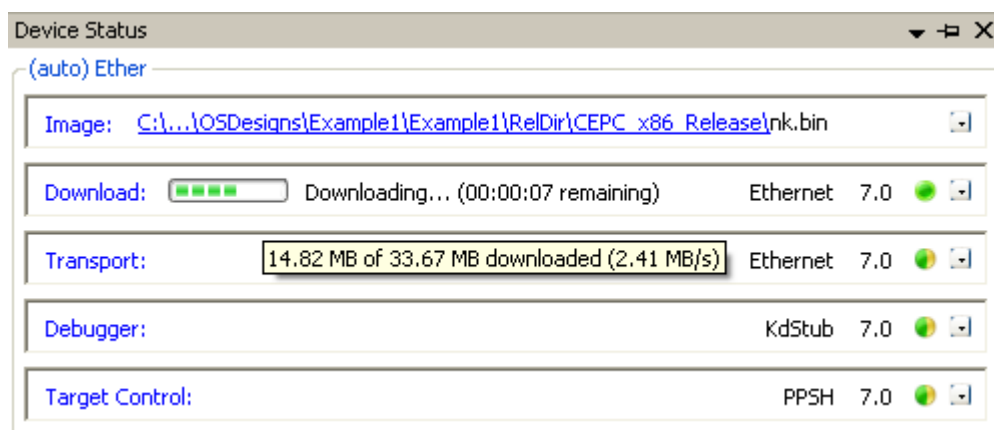 Device Status
(auto) Ether
Image: C:\...\OSDesigns\Example1\Example1\RelDir\CEPC_x86_Release\nk.bin
Download: Downloading... (00:00:07 remaining) Ethernet 7.0
Transport: 14.82 MB of 33.67 MB downloaded (2.41 MB/s) Ethernet 7.0
Debugger: KdStub 7.0
Target Control: PPSH 7.0